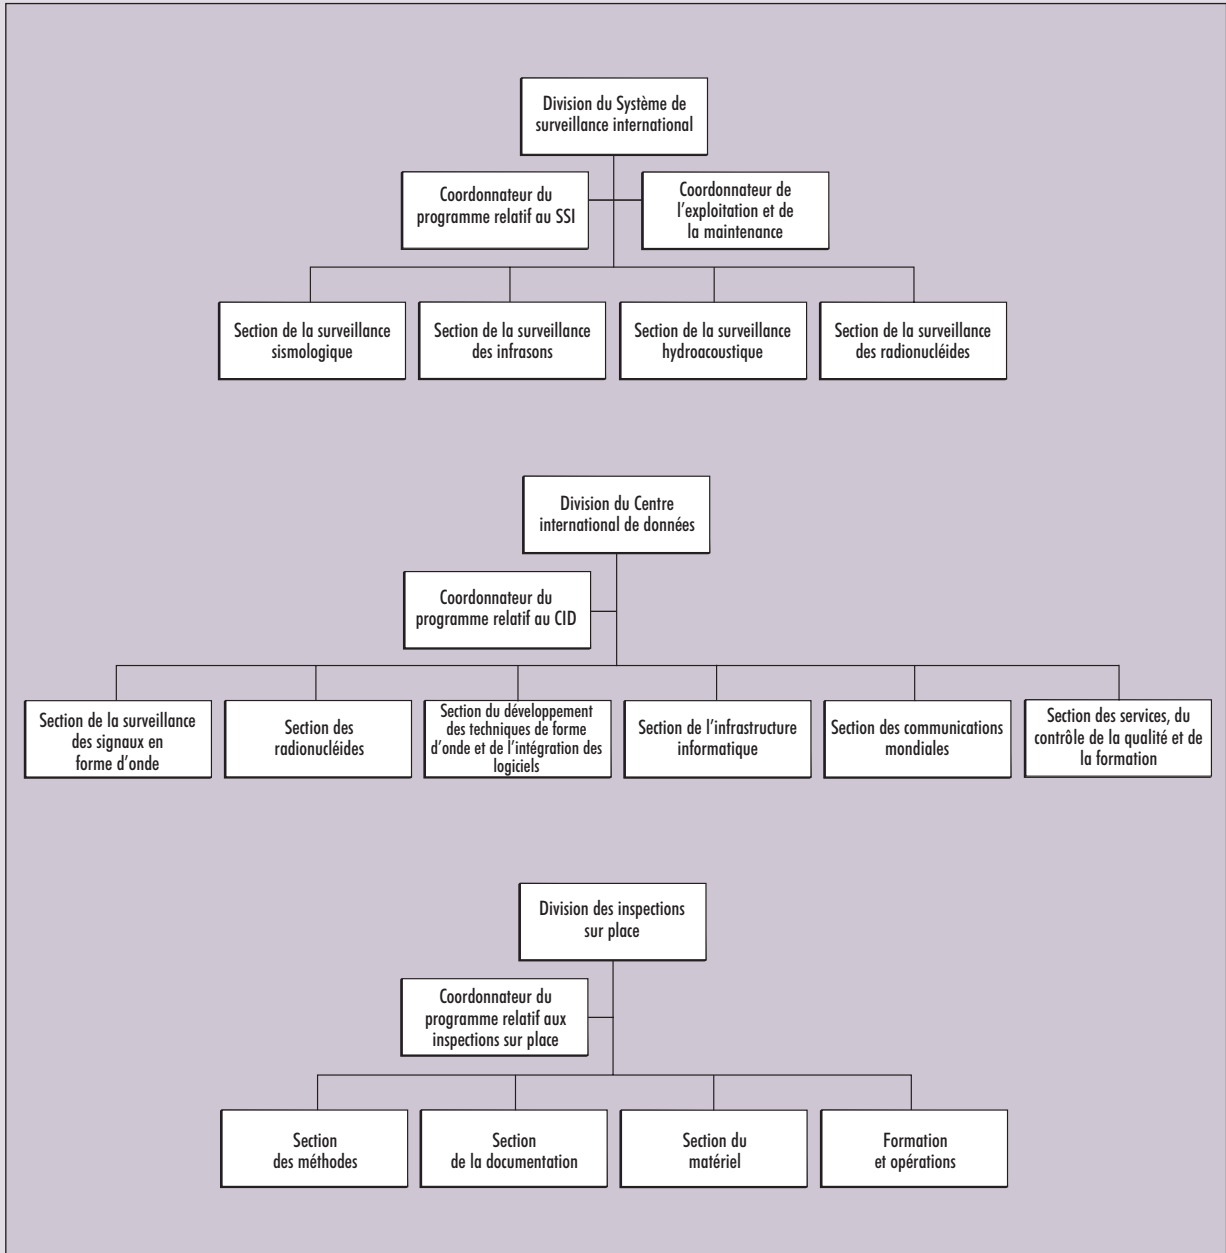 Division du Système de
surveillance international
Coordonnateur du
programme relatif au SSI
Coordonnateur de
l'exploitation et de
la maintenance
Section de la surveillance
sismologique
Section de la surveillance
des infrasons
Section de la surveillance
hydroacoustique
Section de la surveillance
des radionucléides
Division du Centre
international de données
Coordonnateur du
programme relatif au CID
Section de la surveillance
des signaux en
forme d'onde
Section des
radionucléides
Section du développement
des techniques de forme
d'onde et de l'intégration des
logiciels
Section de l'infrastructure
informatique
Section des communications
mondiales
Section des services, du
contrôle de la qualité et de
la formation
Division des inspections
sur place
Coordonnateur du
programme relatif aux
inspections sur place
Section
des méthodes
Section
de la documentation
Section du
matériel
Formation
et opérations